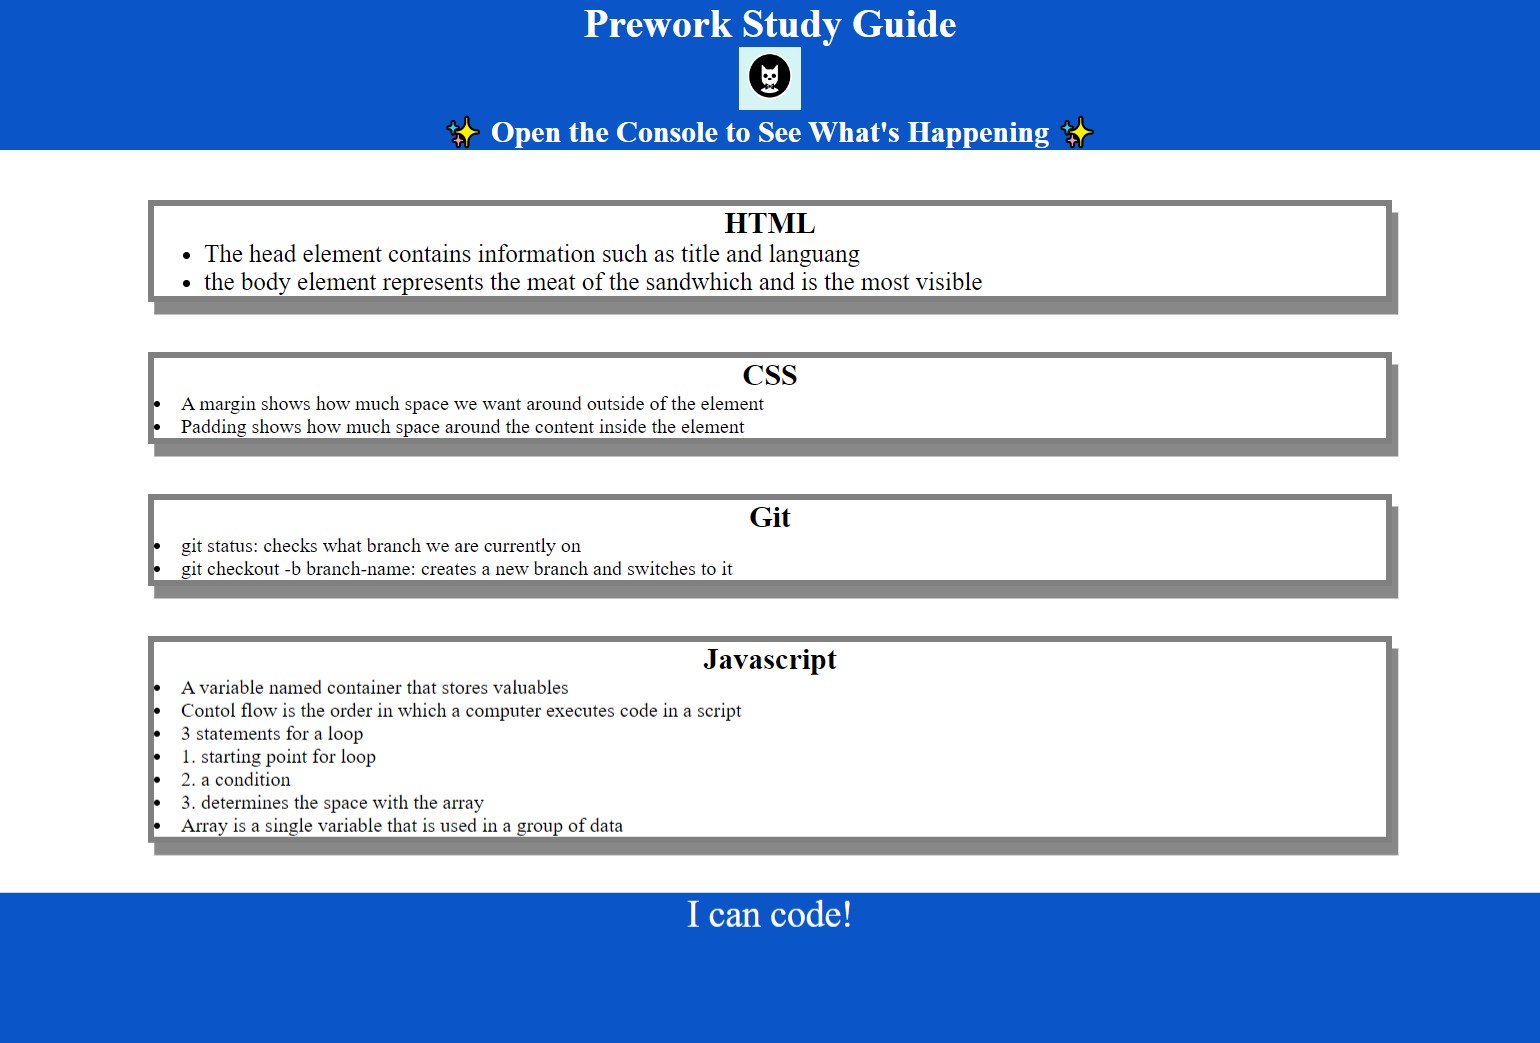 Prework Study Guide
✨ Open the Console to See What's Happening ✨
HTML
• The head element contains information such as title and languang
• the body element represents the meat of the sandwhich and is the most visible
CSS
• A margin shows how much space we want around outside of the element
• Padding shows how much space around the content inside the element
Git
• git status: checks what branch we are currently on
• git checkout -b branch-name: creates a new branch and switches to it
Javascript
• A variable named container that stores valuables
• Contol flow is the order in which a computer executes code in a script
• 3 statements for a loop
• 1. starting point for loop
• 2. a condition
• 3. determines the space with the array
• Array is a single variable that is used in a group of data
I can code!